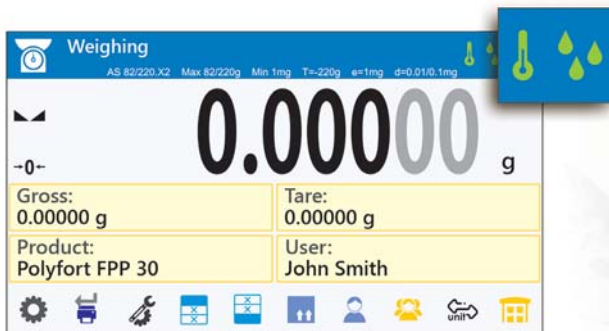 Weighing
AS 82/220.X2 Max 82/220g Min 1mg T=-220g e=1mg d=0.01/0.1mg
→0←
0.00000 g
Gross:
0.00000 g
Tare:
0.00000 g
Product:
Polyfort FPP 30
User:
John Smith
unit